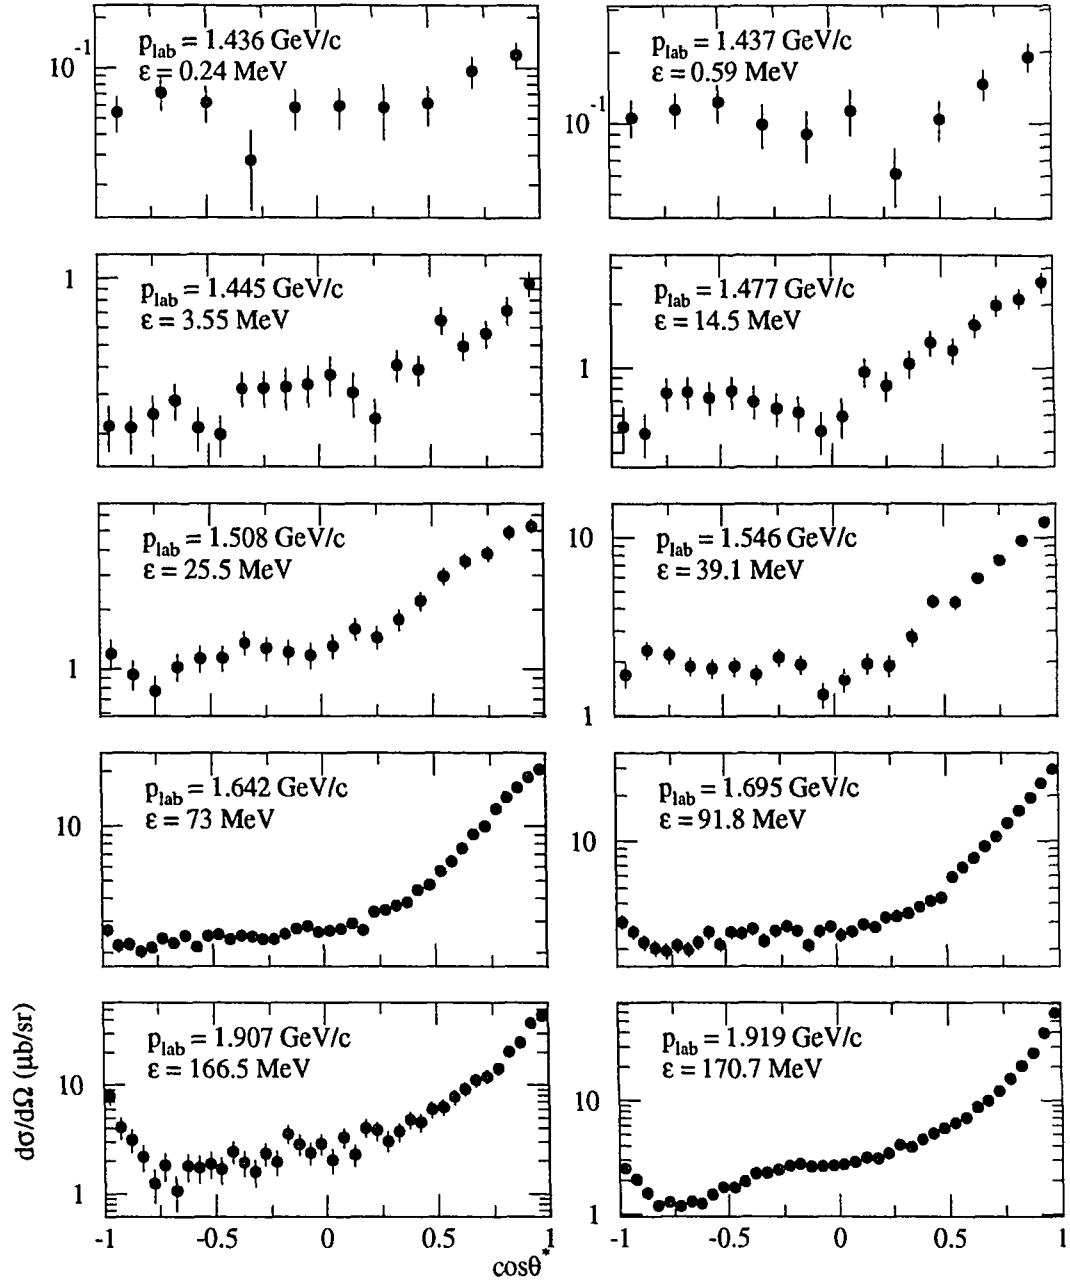 p_lab = 1.436 GeV/c
ε = 0.24 MeV
10^-1
p_lab = 1.437 GeV/c
ε = 0.59 MeV
10^-1
p_lab = 1.445 GeV/c
ε = 3.55 MeV
1
p_lab = 1.477 GeV/c
ε = 14.5 MeV
1
p_lab = 1.508 GeV/c
ε = 25.5 MeV
1
p_lab = 1.546 GeV/c
ε = 39.1 MeV
10
1
p_lab = 1.642 GeV/c
ε = 73 MeV
10
p_lab = 1.695 GeV/c
ε = 91.8 MeV
10
p_lab = 1.907 GeV/c
ε = 166.5 MeV
10
1
dσ/dΩ (μb/sr)
-1 -0.5 0 0.5 1
cosθ*
p_lab = 1.919 GeV/c
ε = 170.7 MeV
10
1
-1 -0.5 0 0.5 1